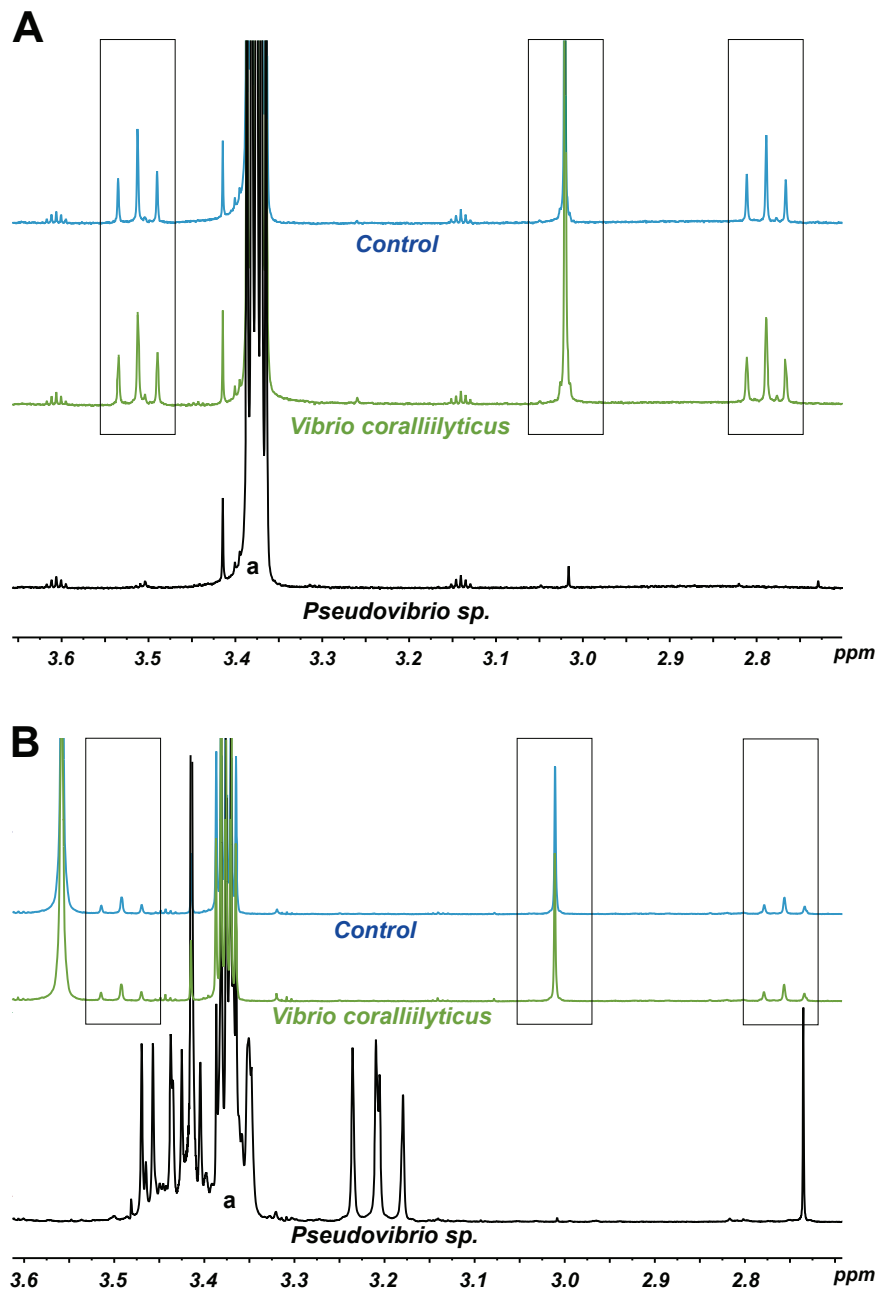 A
Control
Vibrio coralliilyticus
a
Pseudovibrio sp.
3.6 3.5 3.4 3.3 3.2 3.1 3.0 2.9 2.8 ppm
B
Control
Vibrio coralliilyticus
a
Pseudovibrio sp.
3.6 3.5 3.4 3.3 3.2 3.1 3.0 2.9 2.8 ppm